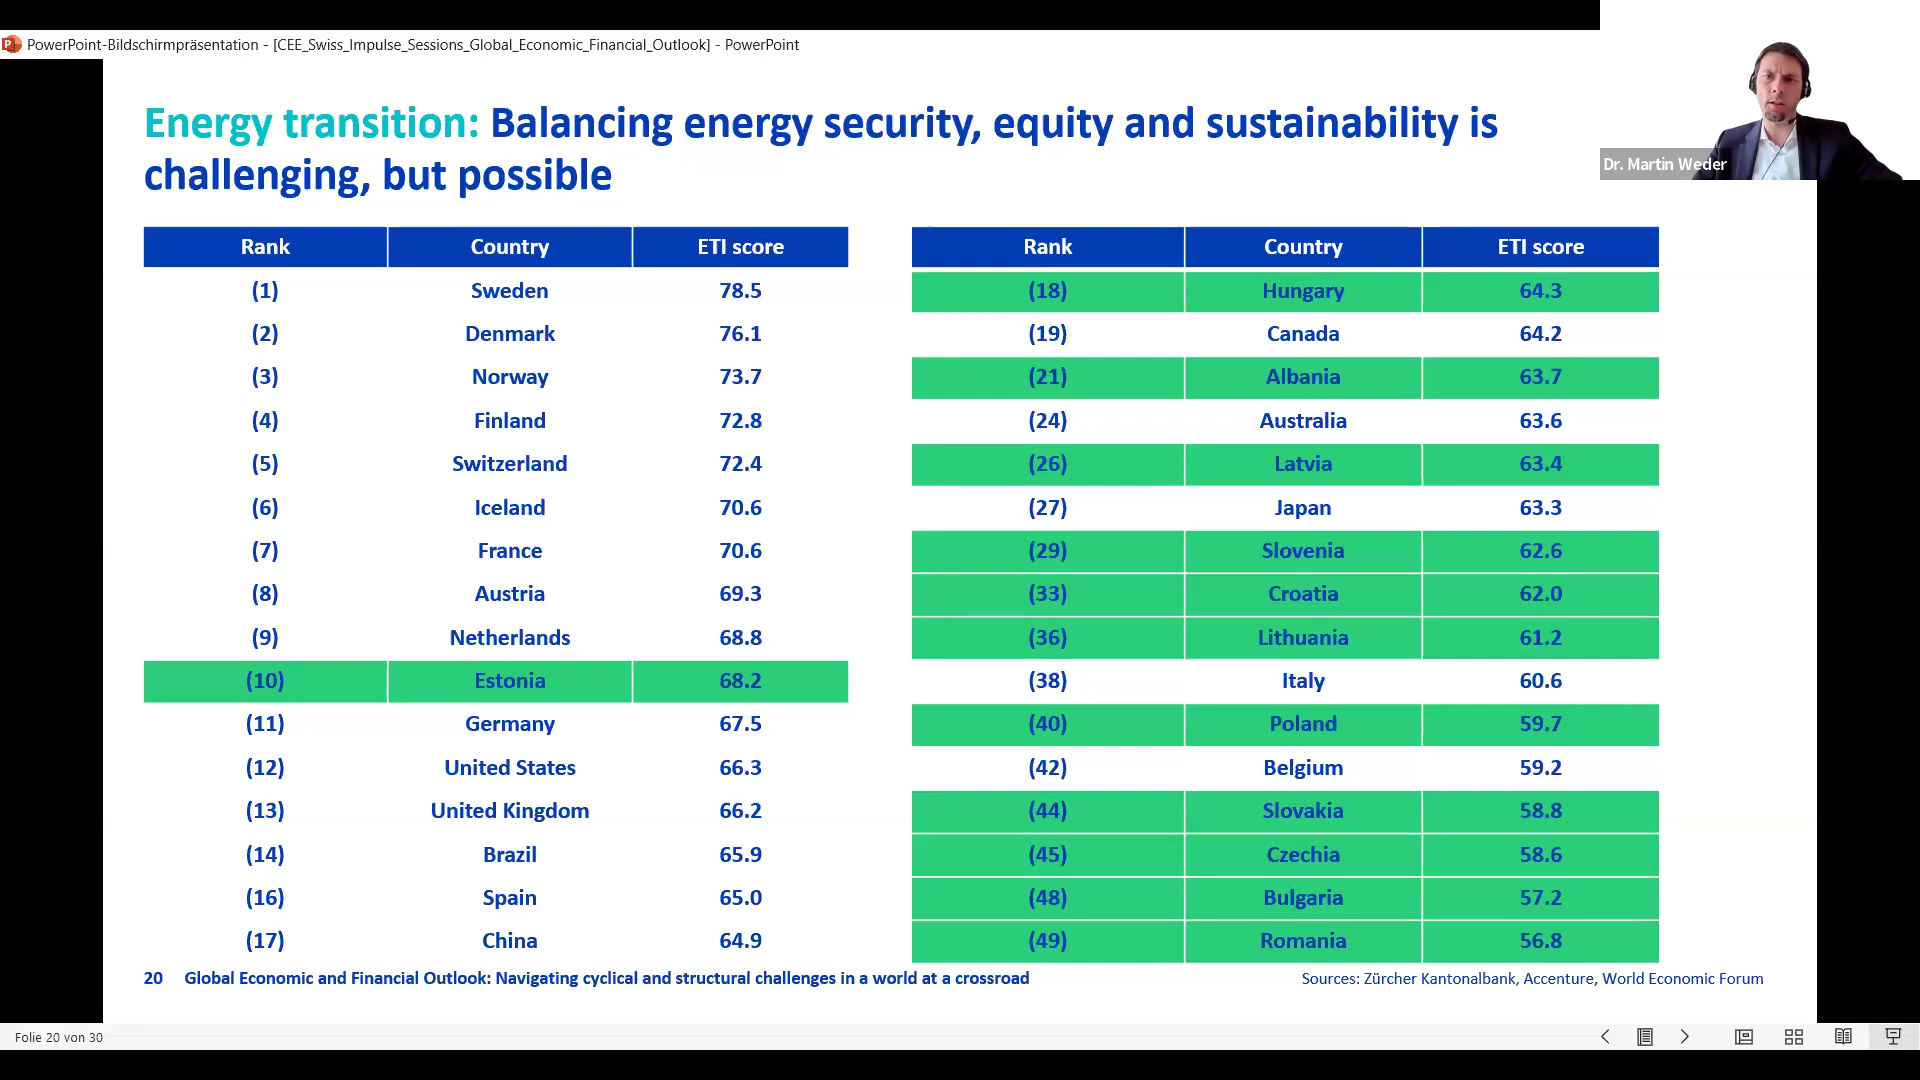 PowerPoint-Bildschirmpräsentation - [CEE_Swiss_Impulse_Sessions_Global_Economic_Financial_Outlook] - PowerPoint
Energy transition: Balancing energy security, equity and sustainability is
challenging, but possible
Dr. Martin Weder
Rank Country ETI score
(1) Sweden 78.5
(2) Denmark 76.1
(3) Norway 73.7
(4) Finland 72.8
(5) Switzerland 72.4
(6) Iceland 70.6
(7) France 70.6
(8) Austria 69.3
(9) Netherlands 68.8
(10) Estonia 68.2
(11) Germany 67.5
(12) United States 66.3
(13) United Kingdom 66.2
(14) Brazil 65.9
(16) Spain 65.0
(17) China 64.9
Rank Country ETI score
(18) Hungary 64.3
(19) Canada 64.2
(21) Albania 63.7
(24) Australia 63.6
(26) Latvia 63.4
(27) Japan 63.3
(29) Slovenia 62.6
(33) Croatia 62.0
(36) Lithuania 61.2
(38) Italy 60.6
(40) Poland 59.7
(42) Belgium 59.2
(44) Slovakia 58.8
(45) Czechia 58.6
(48) Bulgaria 57.2
(49) Romania 56.8
20 Global Economic and Financial Outlook: Navigating cyclical and structural challenges in a world at a crossroad
Sources: Zürcher Kantonalbank, Accenture, World Economic Forum
Folie 20 von 30